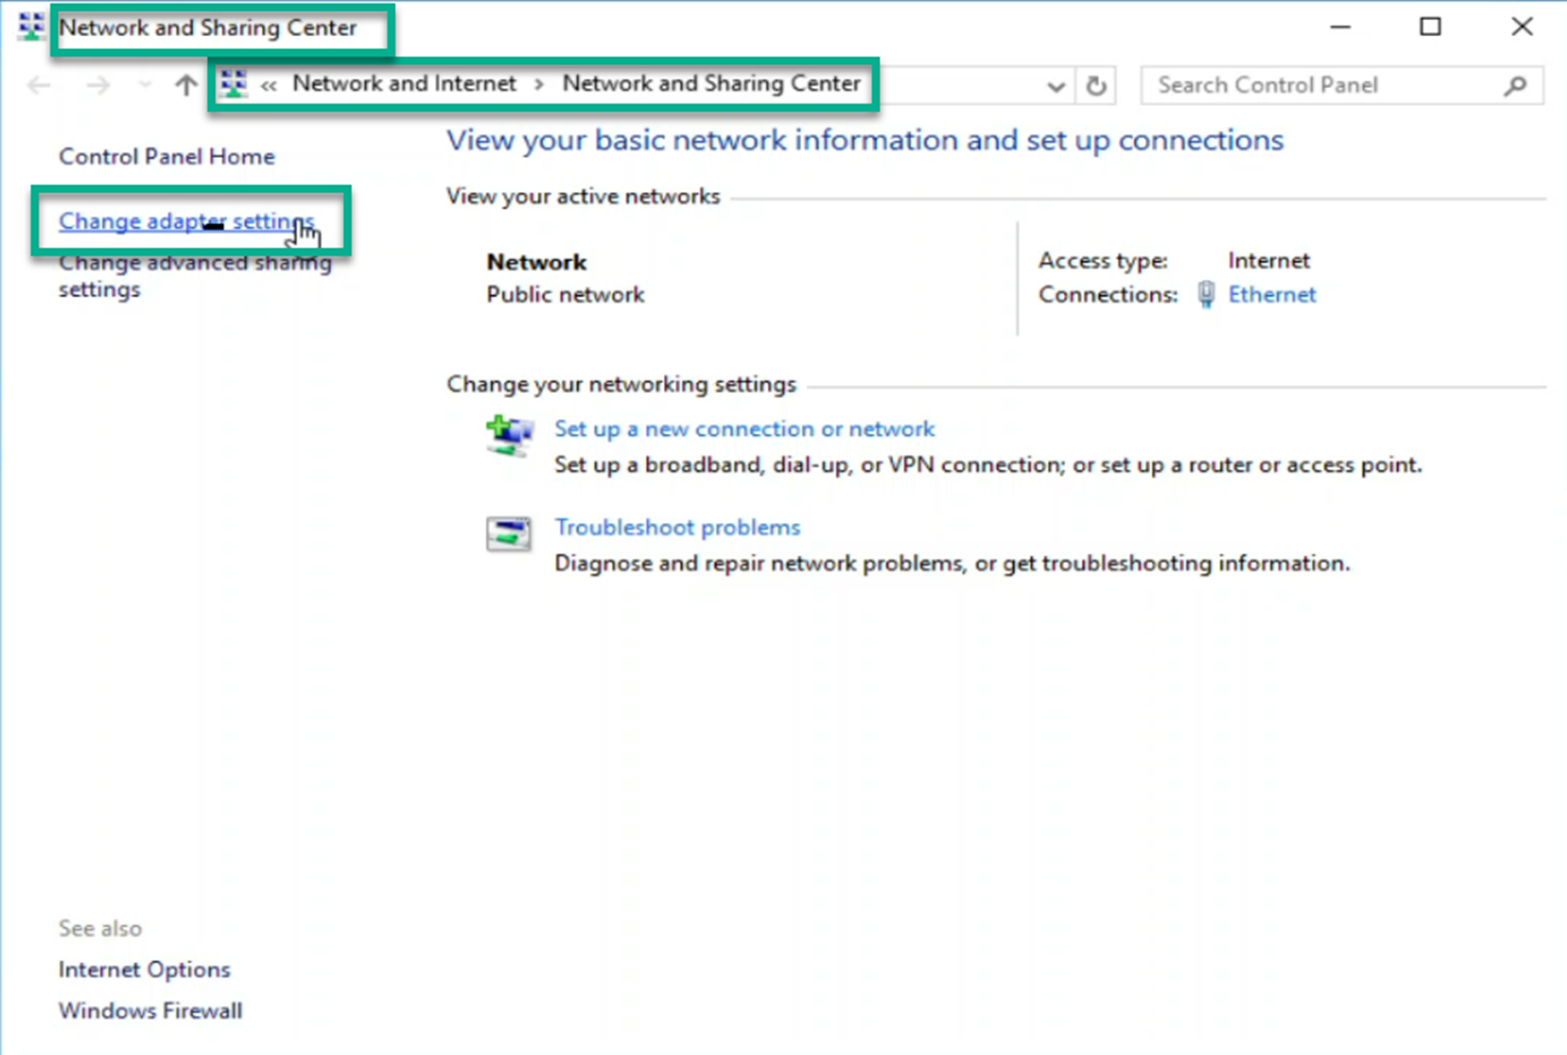 Network and Sharing Center
« Network and Internet › Network and Sharing Center
Search Control Panel
Control Panel Home
Change adapter settings
Change advanced sharing
settings
View your basic network information and set up connections
View your active networks
Network
Public network
Access type: Internet
Connections: Ethernet
Change your networking settings
Set up a new connection or network
Set up a broadband, dial-up, or VPN connection; or set up a router or access point.
Troubleshoot problems
Diagnose and repair network problems, or get troubleshooting information.
See also
Internet Options
Windows Firewall